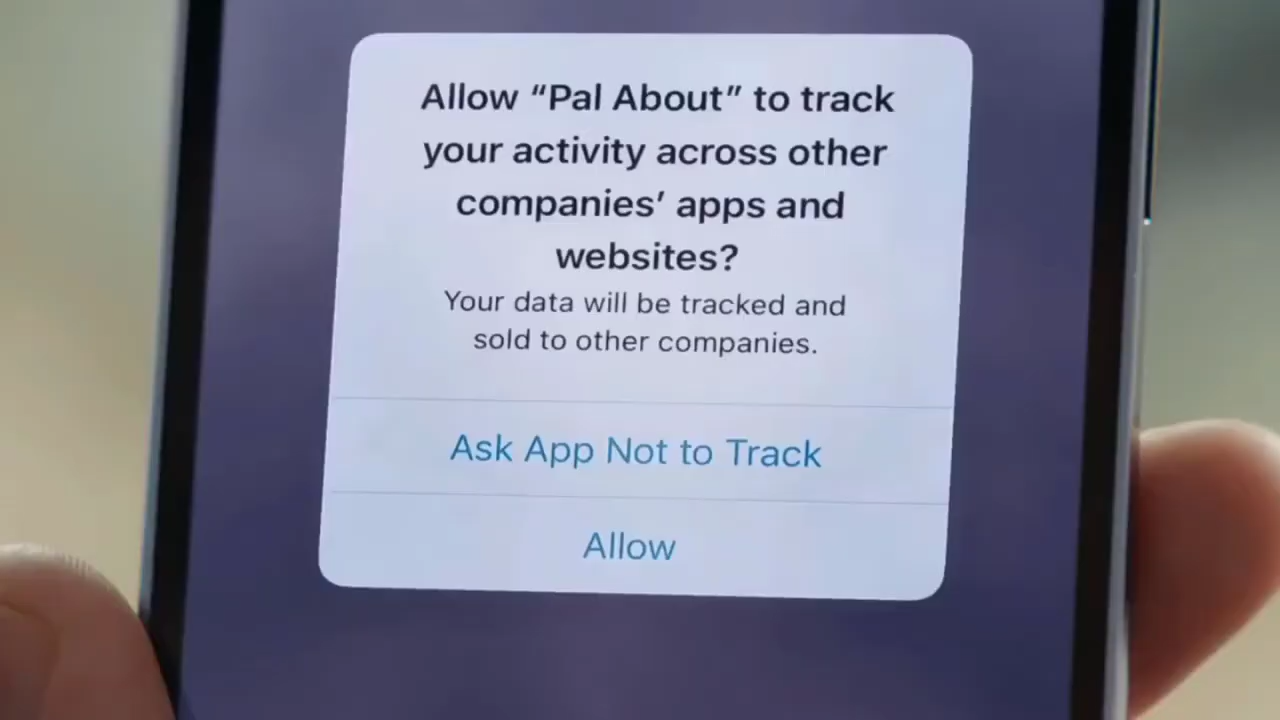 Allow “Pal About” to track
your activity across other
companies’ apps and
websites?
Your data will be tracked and
sold to other companies.
Ask App Not to Track
Allow